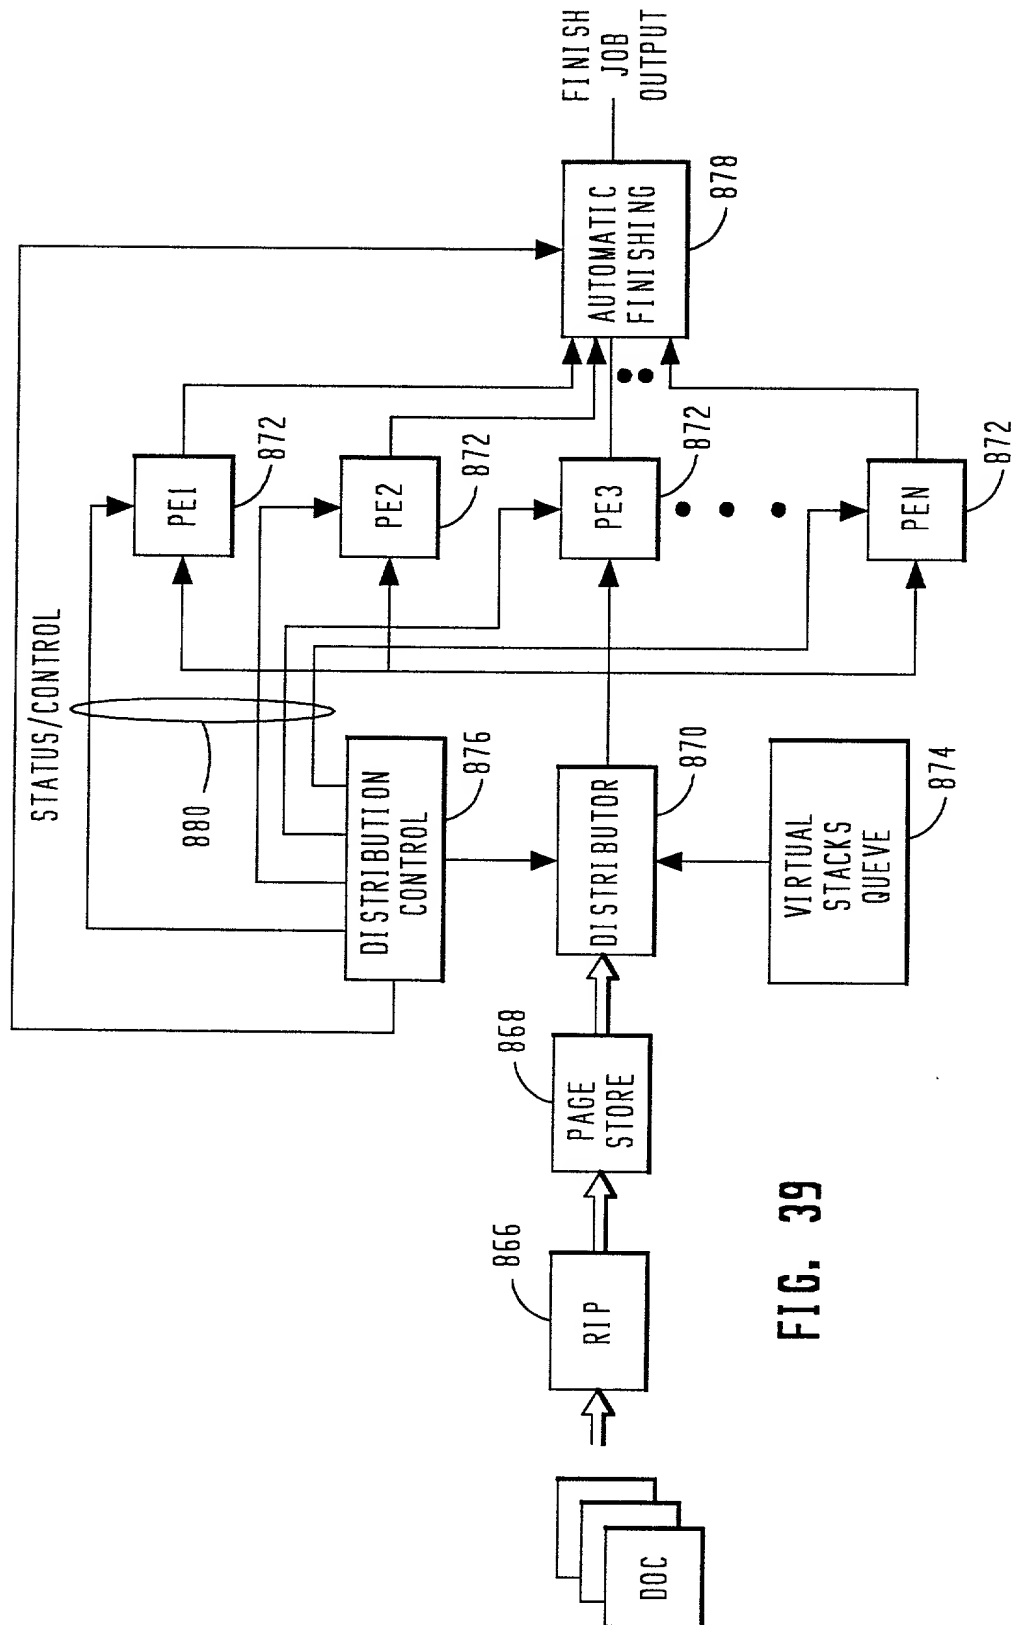 STATUS/CONTROL
880
DISTRIBUTION
CONTROL
876
PE1
872
PE2
872
PE3
872
PEN
872
AUTOMATIC
FINISHING
878
FINISH
JOB
OUTPUT
DOC
RIP
866
PAGE
STORE
868
DISTRIBUTOR
870
VIRTUAL
STACKS
QUEVE
874
FIG. 39